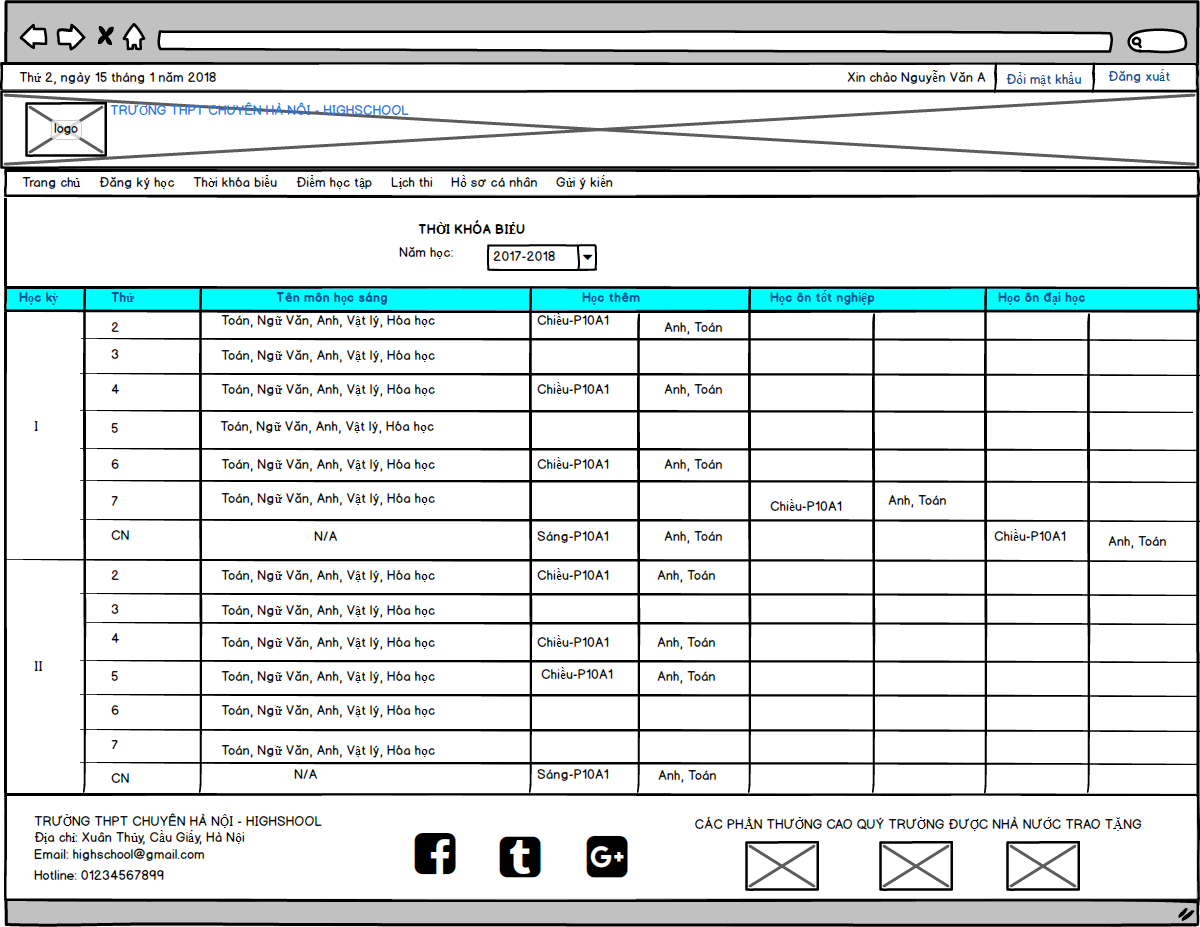 Thứ 2, ngày 15 tháng 1 năm 2018 Xin chào Nguyễn Văn A Đổi mật khẩu Đăng xuất
TRƯỜNG THPT CHUYÊN HÀ NỘI - HIGHSCHOOL
logo
Trang chủ Đăng ký học Thời khóa biểu Điểm học tập Lịch thi Hồ sơ cá nhân Gửi ý kiến
THỜI KHÓA BIỂU
Năm học: 2017-2018
Học kỳ Thứ Tên môn học sáng Học thêm Học ôn tốt nghiệp Học ôn đại học
2 Toán, Ngữ Văn, Anh, Vật lý, Hóa học Chiều-P10A1 Anh, Toán
3 Toán, Ngữ Văn, Anh, Vật lý, Hóa học
4 Toán, Ngữ Văn, Anh, Vật lý, Hóa học Chiều-P10A1 Anh, Toán
I 5 Toán, Ngữ Văn, Anh, Vật lý, Hóa học
6 Toán, Ngữ Văn, Anh, Vật lý, Hóa học Chiều-P10A1 Anh, Toán
7 Toán, Ngữ Văn, Anh, Vật lý, Hóa học Chiều-P10A1 Anh, Toán
CN N/A Sáng-P10A1 Anh, Toán Chiều-P10A1 Anh, Toán
2 Toán, Ngữ Văn, Anh, Vật lý, Hóa học Chiều-P10A1 Anh, Toán
3 Toán, Ngữ Văn, Anh, Vật lý, Hóa học
4 Toán, Ngữ Văn, Anh, Vật lý, Hóa học Chiều-P10A1 Anh, Toán
II 5 Toán, Ngữ Văn, Anh, Vật lý, Hóa học Chiều-P10A1 Anh, Toán
6 Toán, Ngữ Văn, Anh, Vật lý, Hóa học
7 Toán, Ngữ Văn, Anh, Vật lý, Hóa học
CN N/A Sáng-P10A1 Anh, Toán
TRƯỜNG THPT CHUYÊN HÀ NỘI - HIGHSHOOL
Địa chỉ: Xuân Thủy, Cầu Giấy, Hà Nội
Email: highschool@gmail.com
Hotline: 01234567899
f t G+
CÁC PHẦN THƯỞNG CAO QUÝ TRƯỜNG ĐƯỢC NHÀ NƯỚC TRAO TẶNG